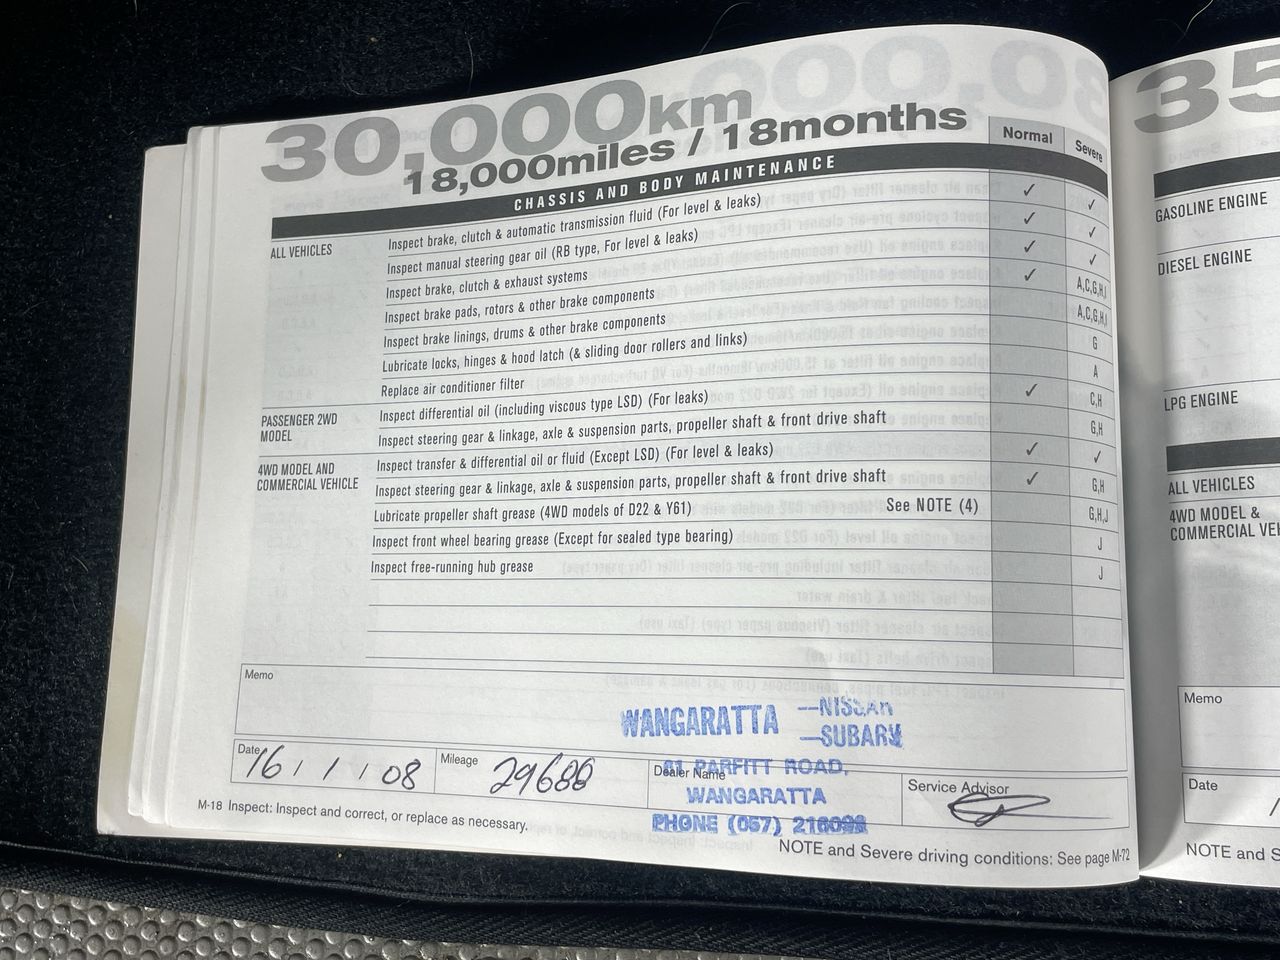 30,000km
18,000miles / 18months
Normal
Severe
CHASSIS AND BODY MAINTENANCE
ALL VEHICLES
Inspect brake, clutch & automatic transmission fluid (For level & leaks) ✓ ✓
Inspect manual steering gear oil (RB type, For level & leaks) ✓ ✓
Inspect brake, clutch & exhaust systems ✓ ✓
Inspect brake pads, rotors & other brake components ✓ A,C,G,H,I
Inspect brake linings, drums & other brake components A,C,G,H,I
Lubricate locks, hinges & hood latch (& sliding door rollers and links) G
Replace air conditioner filter A
PASSENGER 2WD
MODEL
Inspect differential oil (including viscous type LSD) (For leaks) ✓ C,H
Inspect steering gear & linkage, axle & suspension parts, propeller shaft & front drive shaft G,H
4WD MODEL AND
COMMERCIAL VEHICLE
Inspect transfer & differential oil or fluid (Except LSD) (For level & leaks) ✓ ✓
Inspect steering gear & linkage, axle & suspension parts, propeller shaft & front drive shaft ✓ G,H
Lubricate propeller shaft grease (4WD models of D22 & Y61) See NOTE (4) G,H,J
Inspect front wheel bearing grease (Except for sealed type bearing) J
Inspect free-running hub grease J
Memo
WANGARATTA
—NISSAN
—SUBARU
Date 16 / 1 / 08
Mileage 29688
Dealer Name
61 PARFITT ROAD,
WANGARATTA
PHONE (057)
Service Advisor
M-18 Inspect: Inspect and correct, or replace as necessary.
NOTE and Severe driving conditions: See page M-72
35
GASOLINE ENGINE
DIESEL ENGINE
LPG ENGINE
ALL VEHICLES
4WD MODEL &
COMMERCIAL VEHI
Memo
Date
NOTE and S